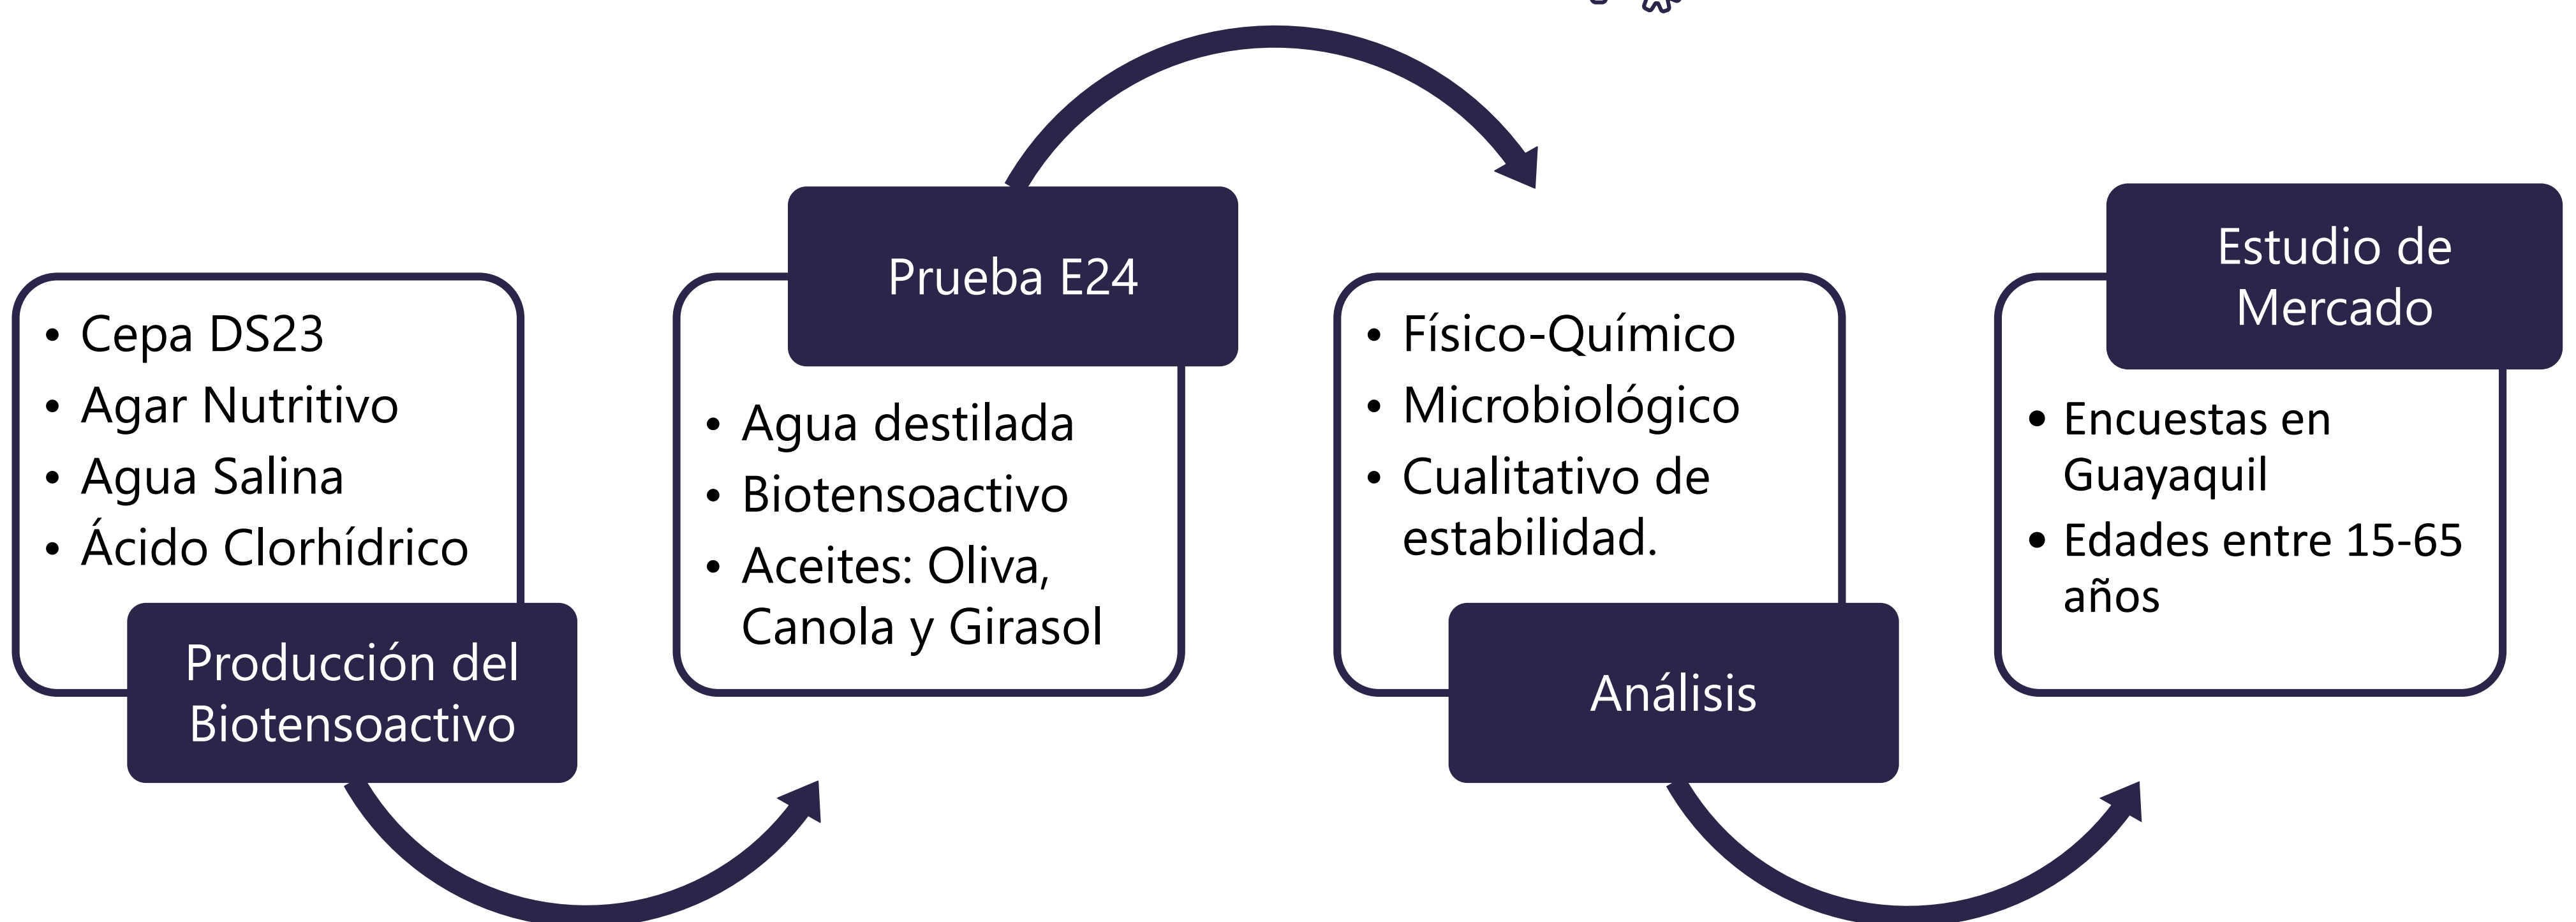 • Cepa DS23
• Agar Nutritivo
• Agua Salina
• Ácido Clorhídrico
Producción del
Biotensoactivo
Prueba E24
• Agua destilada
• Biotensoactivo
• Aceites: Oliva,
Canola y Girasol
• Físico-Químico
• Microbiológico
• Cualitativo de
estabilidad.
Análisis
Estudio de
Mercado
• Encuestas en
Guayaquil
• Edades entre 15-65
años